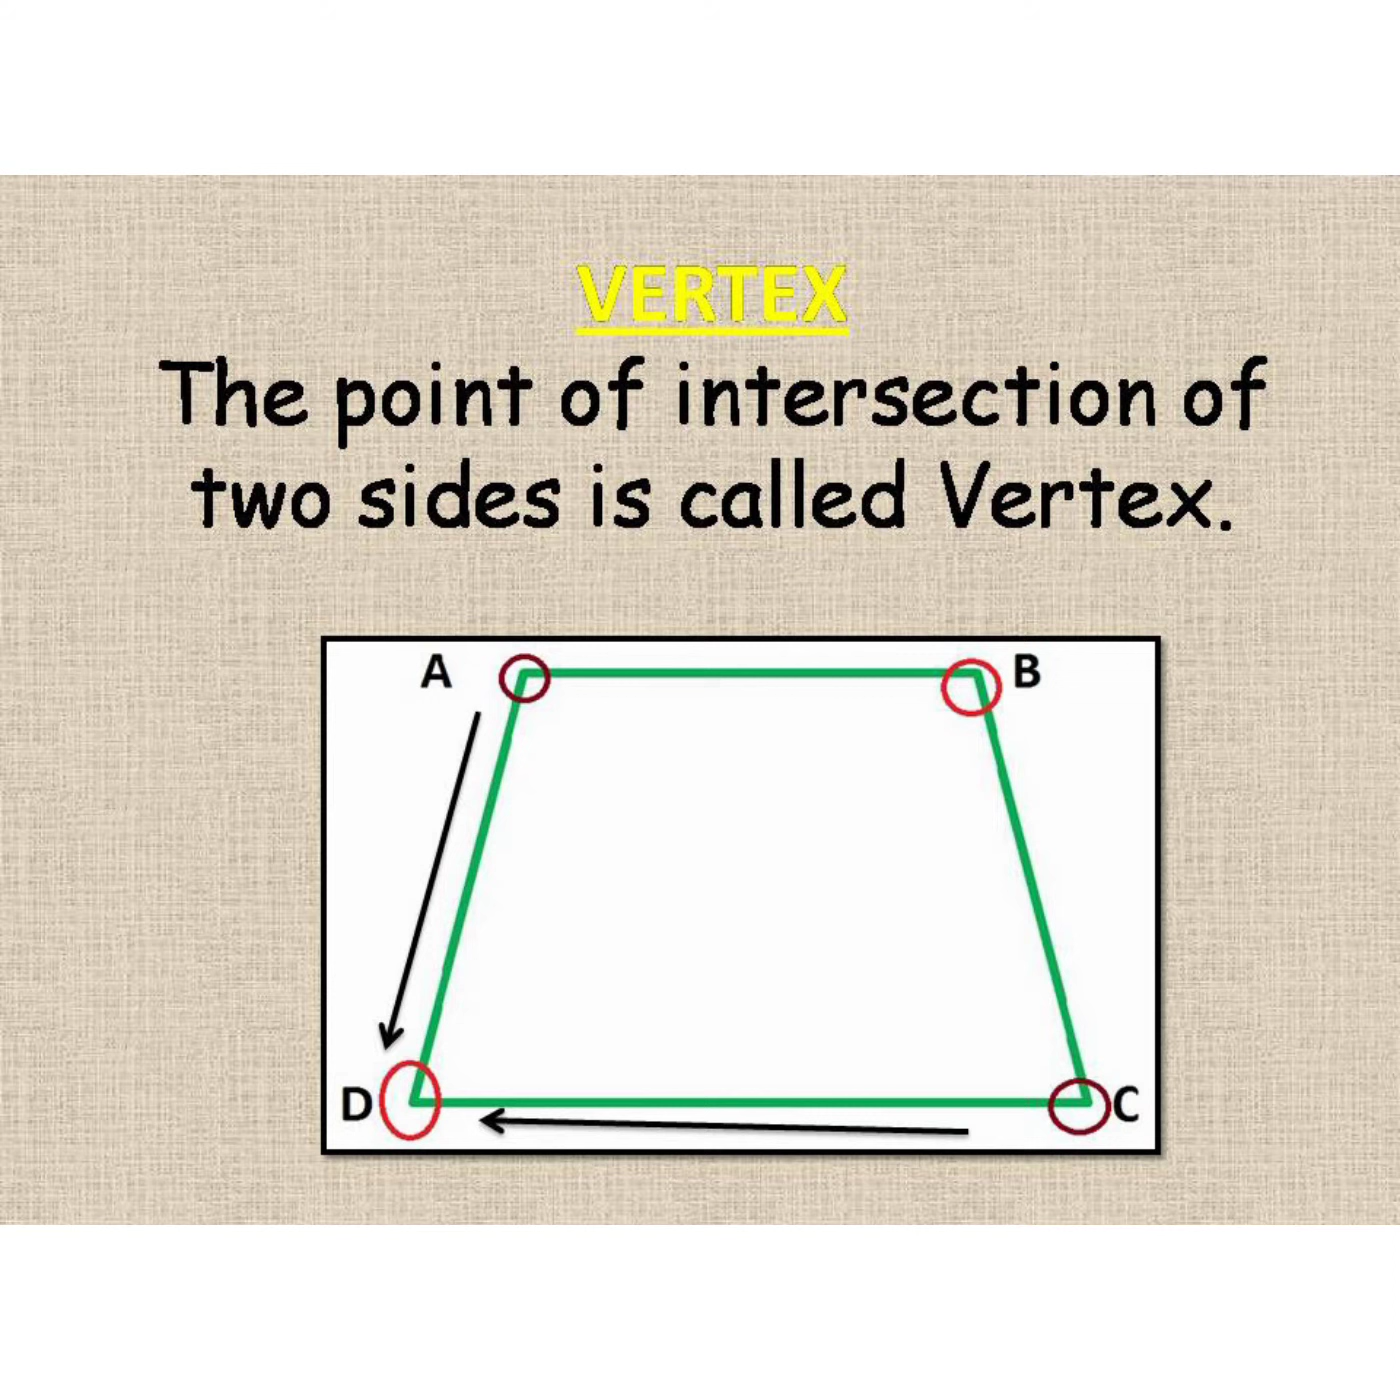 VERTEX
The point of intersection of
two sides is called Vertex.
A
B
D
C